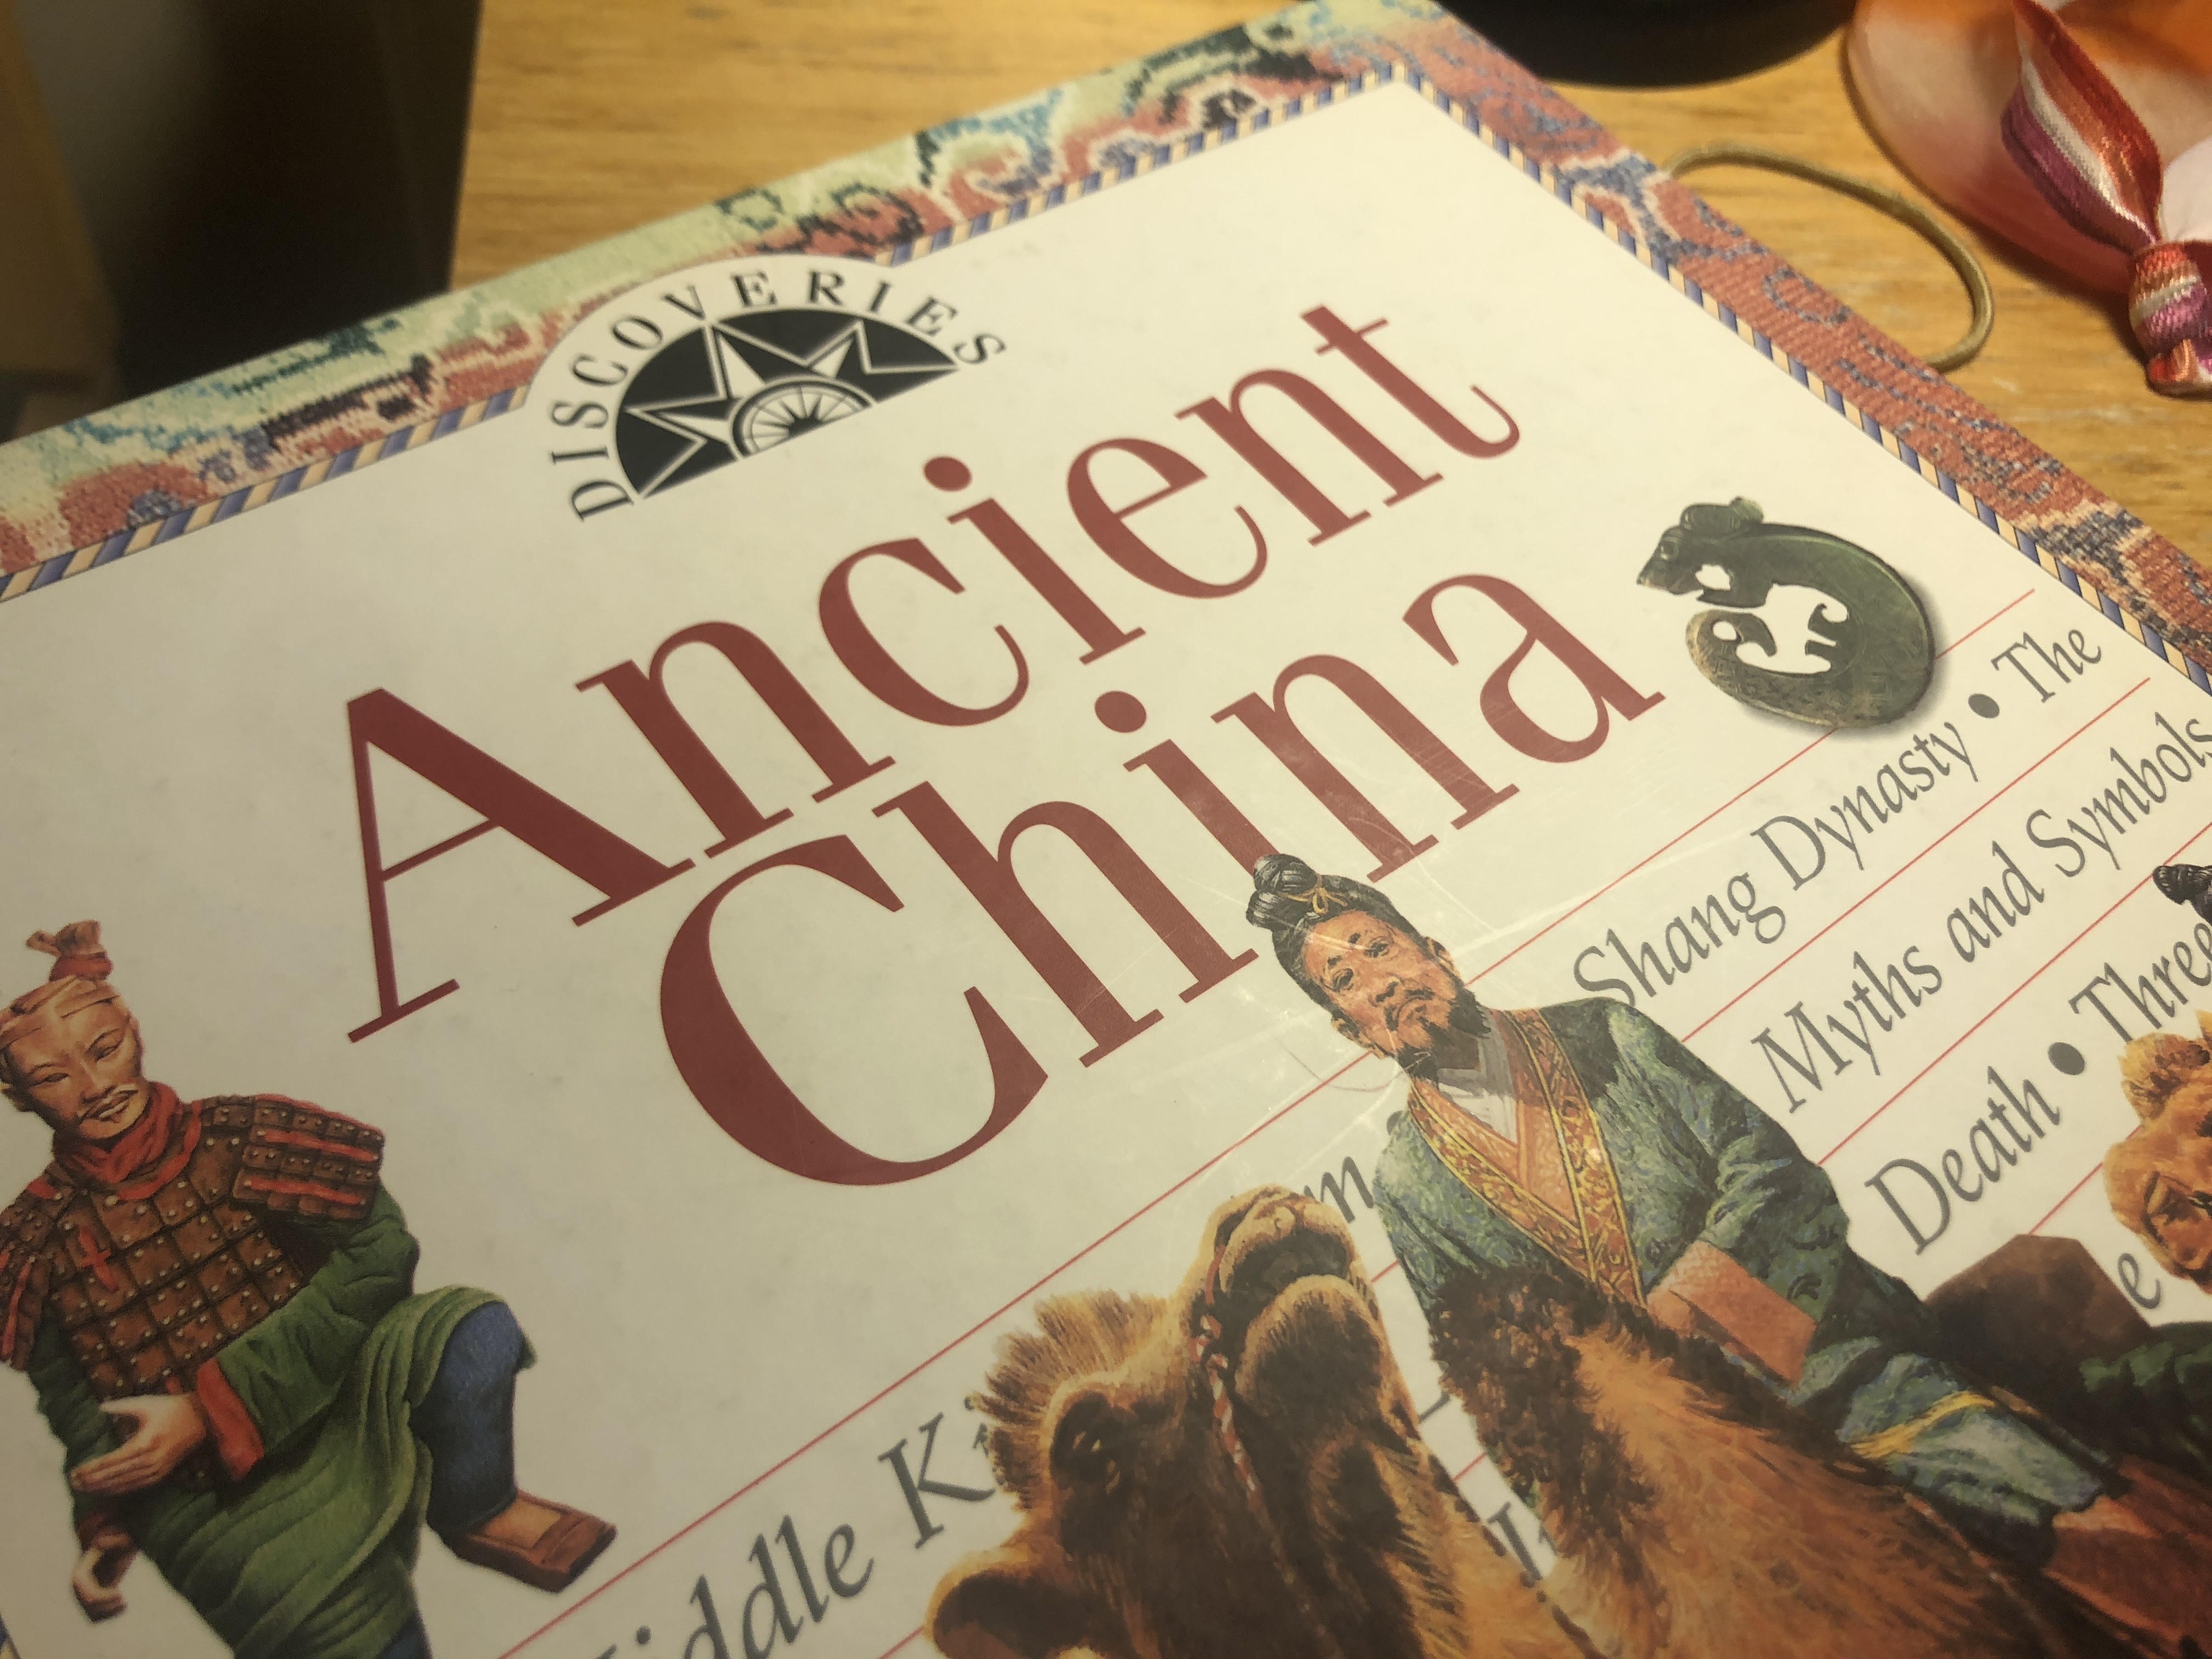 DISCOVERIES
Ancient
China
Shang Dynasty • The
Myths and Symbols
Death • Three